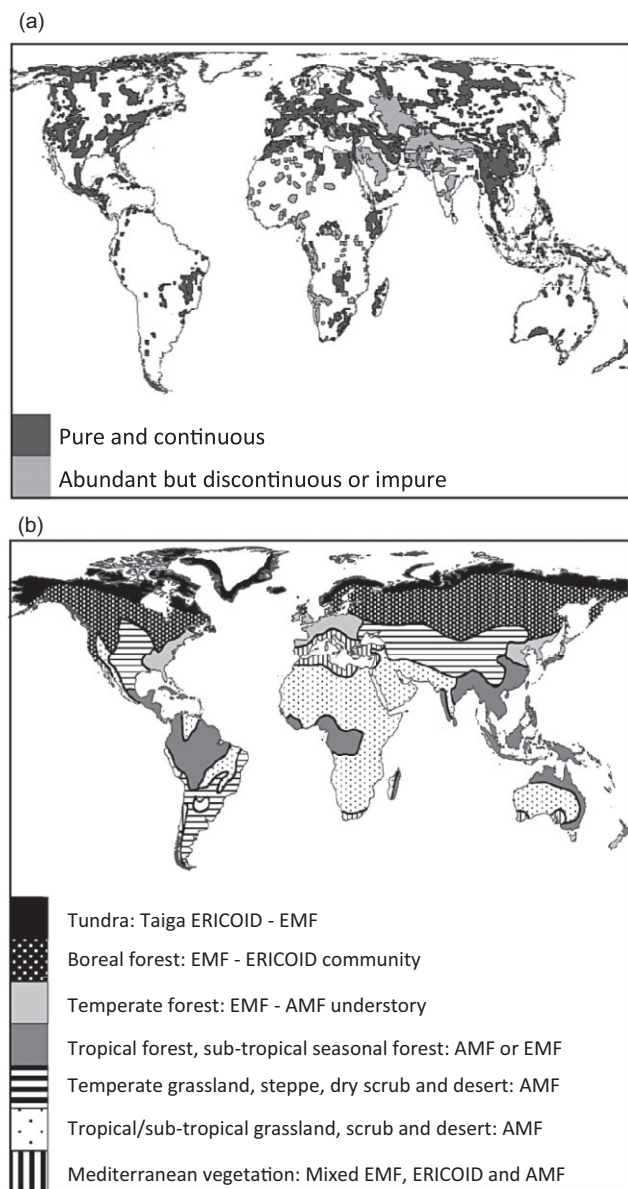 (a)
Pure and continuous
Abundant but discontinuous or impure
(b)
Tundra: Taiga ERICOID - EMF
Boreal forest: EMF - ERICOID community
Temperate forest: EMF - AMF understory
Tropical forest, sub-tropical seasonal forest: AMF or EMF
Temperate grassland, steppe, dry scrub and desert: AMF
Tropical/sub-tropical grassland, scrub and desert: AMF
Mediterranean vegetation: Mixed EMF, ERICOID and AMF